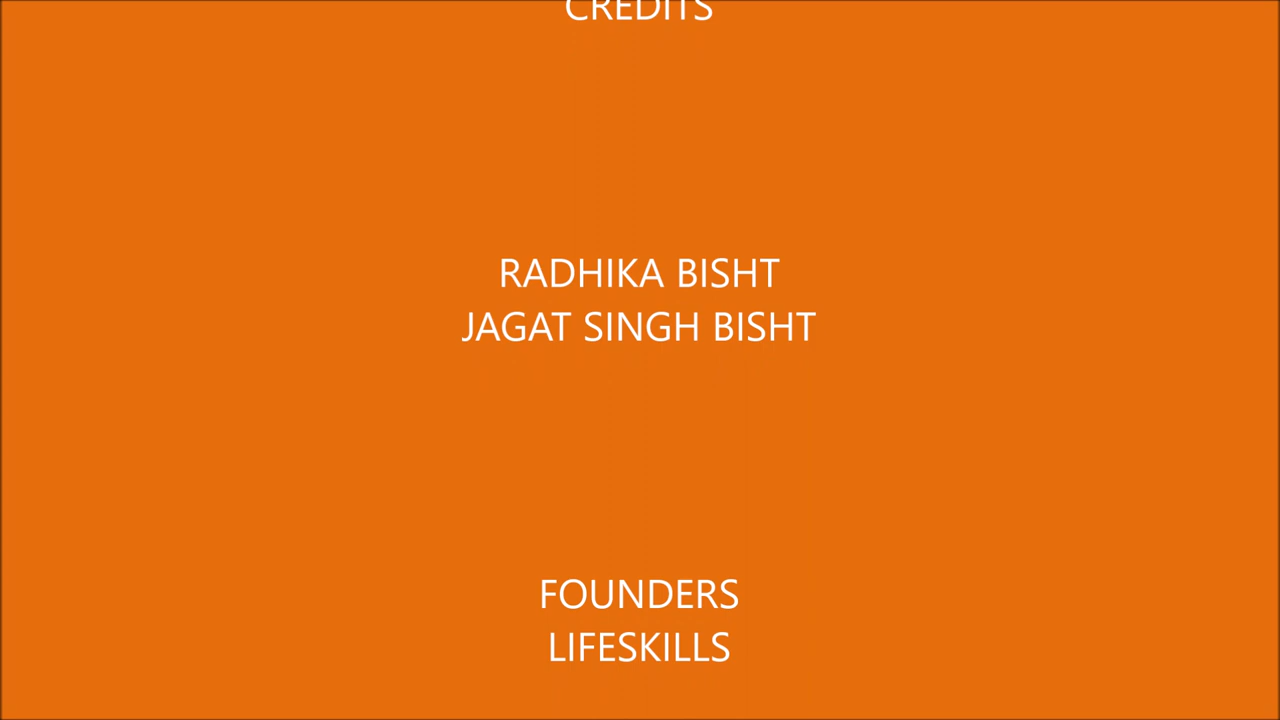 CREDITS
RADHIKA BISHT
JAGAT SINGH BISHT
FOUNDERS
LIFESKILLS